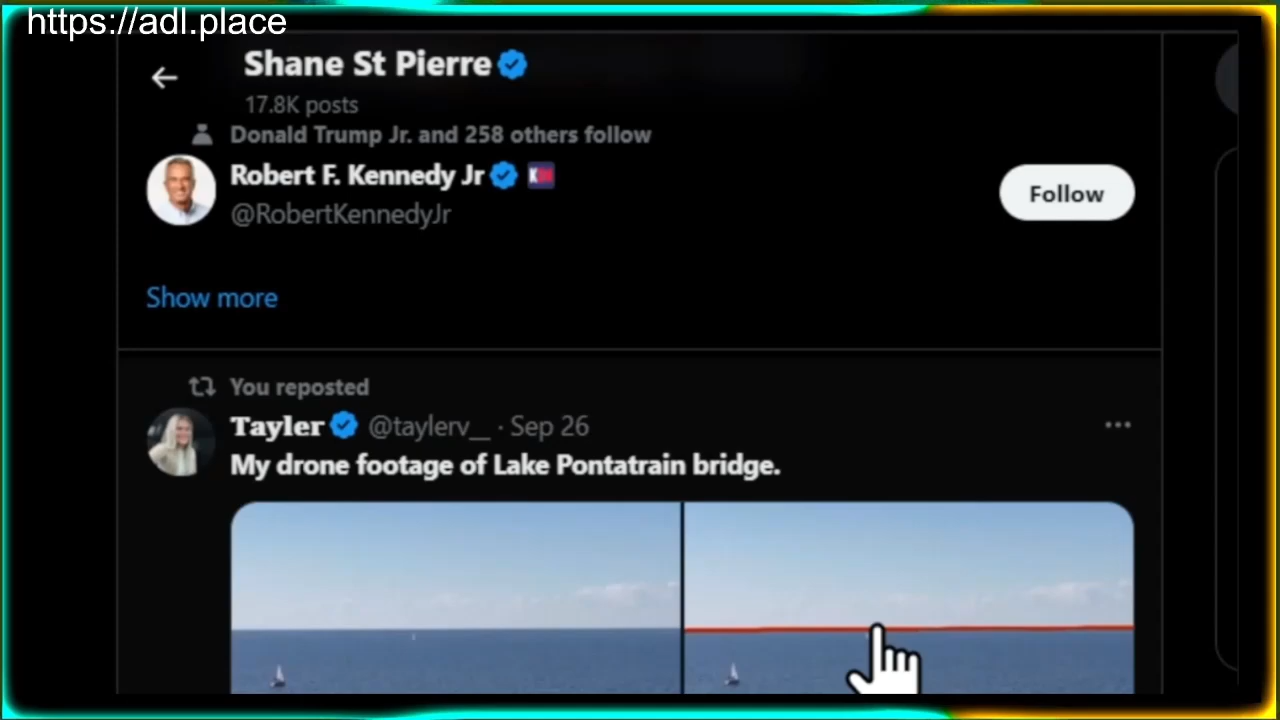 https://adl.place
Shane St Pierre
17.8K posts
Donald Trump Jr. and 258 others follow
Robert F. Kennedy Jr
@RobertKennedyJr
Follow
Show more
You reposted
Tayler @taylerv__ · Sep 26
My drone footage of Lake Pontatrain bridge.